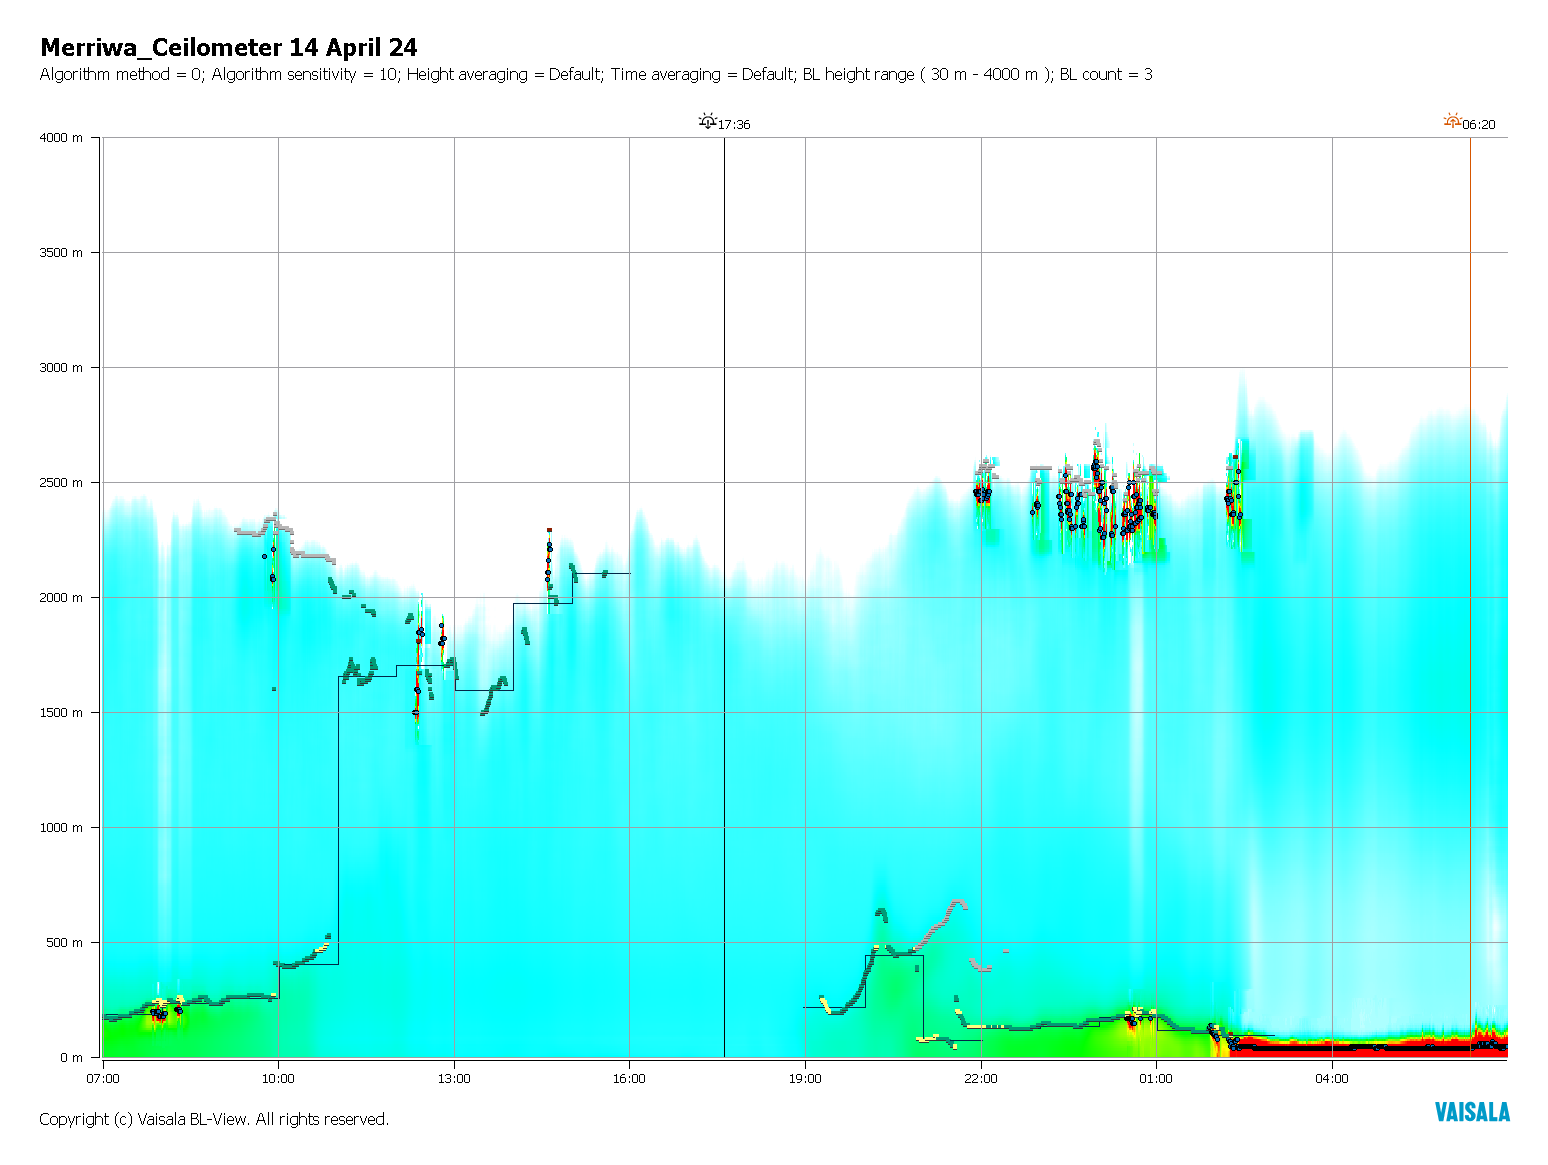 Merriwa_Ceilometer 14 April 24
Algorithm method = 0; Algorithm sensitivity = 10; Height averaging = Default; Time averaging = Default; BL height range ( 30 m - 4000 m ); BL count = 3
17:36
06:20
4000 m
3500 m
3000 m
2500 m
2000 m
1500 m
1000 m
500 m
0 m
07:00 10:00 13:00 16:00 19:00 22:00 01:00 04:00
Copyright (c) Vaisala BL-View. All rights reserved.
VAISALA